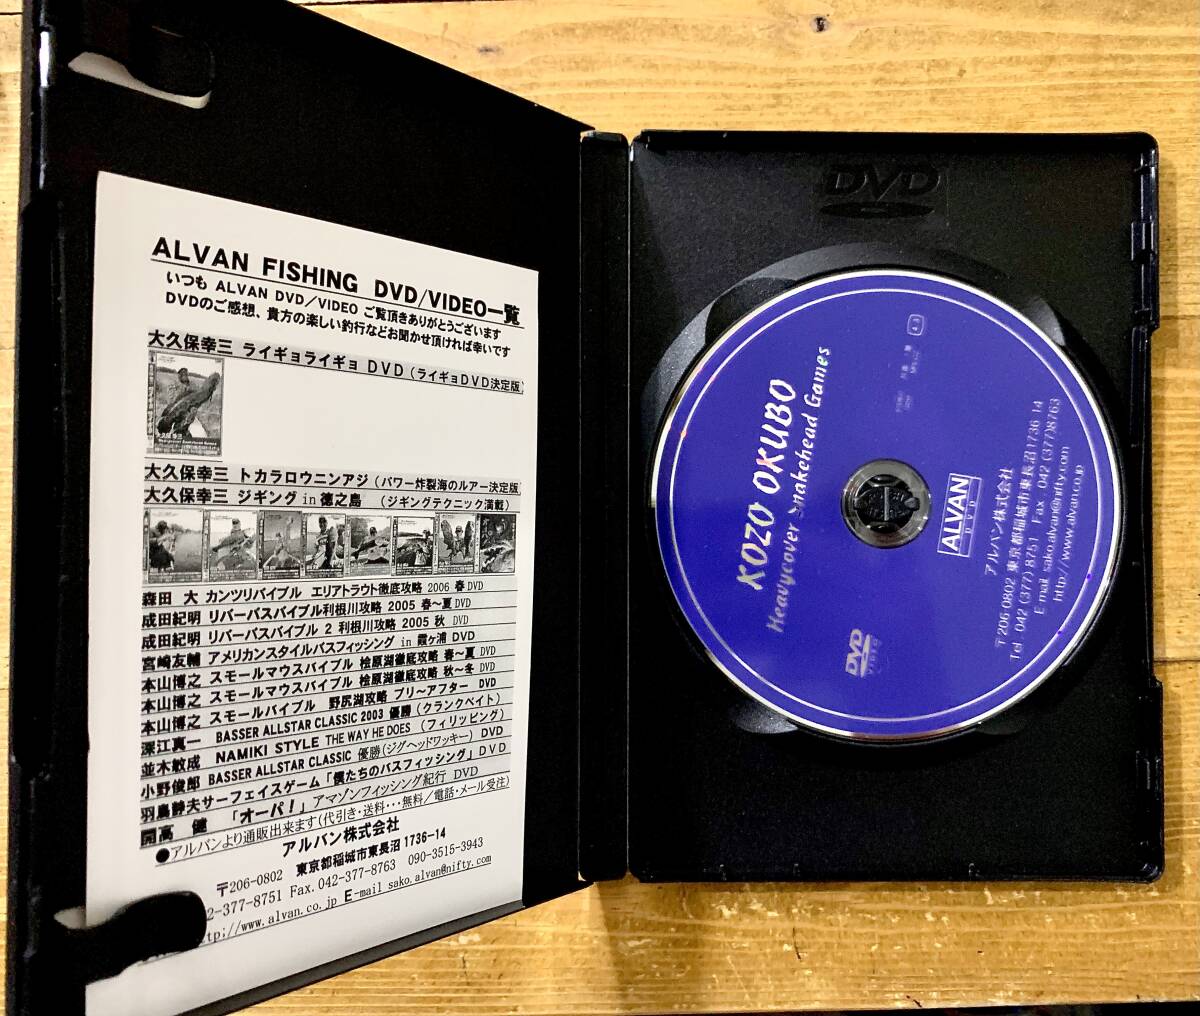 ALVAN FISHING DVD/VIDEO一覧
いつも ALVAN DVD/VIDEO ご覧頂きありがとうございます
DVDのご感想、貴方の楽しい釣行などお聞かせ頂ければ幸いです
大久保幸三 ライギョライギョ DVD (ライギョDVD決定版)
大久保幸三
大久保幸三 トカラロウニンアジ (パワー炸裂海のルアー決定版
大久保幸三 ジギング in 徳之島 (ジギングテクニック満載)
森田 大 カンツリバイブル エリアトラウト徹底攻略 2006 春 DVD
成田紀明 リバーバスバイブル利根川攻略 2005 春〜夏 DVD
成田紀明 リバーバスバイブル 2 利根川攻略 2005 秋 DVD
宮崎友輔 アメリカンスタイルバスフィッシング in 霞ヶ浦 DVD
本山博之 スモールマウスバイブル 桧原湖徹底攻略 春〜夏 DVD
本山博之 スモールマウスバイブル 桧原湖徹底攻略 秋〜冬 DVD
本山博之 スモールバイブル 野尻湖攻略 プリ〜アフター DVD
深江真一 BASSER ALLSTAR CLASSIC 2003 優勝 (クランクベイト)
並木敏成 NAMIKI STYLE THE WAY HE DOES (フィリッピング)
小野俊郎 BASSER ALLSTAR CLASSIC 優勝(ジグヘッドワッキー) DVD
羽鳥静夫サーフェイスゲーム「僕たちのバスフィッシング」DVD
開高 健 「オーパ!」アマゾンフィッシング紀行 DVD
●アルバンより通販出来ます(代引き・送料・・・無料/電話・メール受注)
アルバン株式会社
〒206-0802 東京都稲城市東長沼1736-14
2-377-8751 Fax.042-377-8763 090-3515-3943
tp;//www.alvan.co.jp E-mail sako.alvan@nifty.com
DVD
KOZO OKUBO
Heavycover Snakehead Games
4:3
DVD
VIDEO
ALVAN
DVD
アルバン株式会社
〒206-0802 東京都稲城市東長沼1736-14
Tel 042 (377) 8751 Fax 042 (377)8763
E mail sako.alvan@nifty.com
http://www.alvan.co.jp